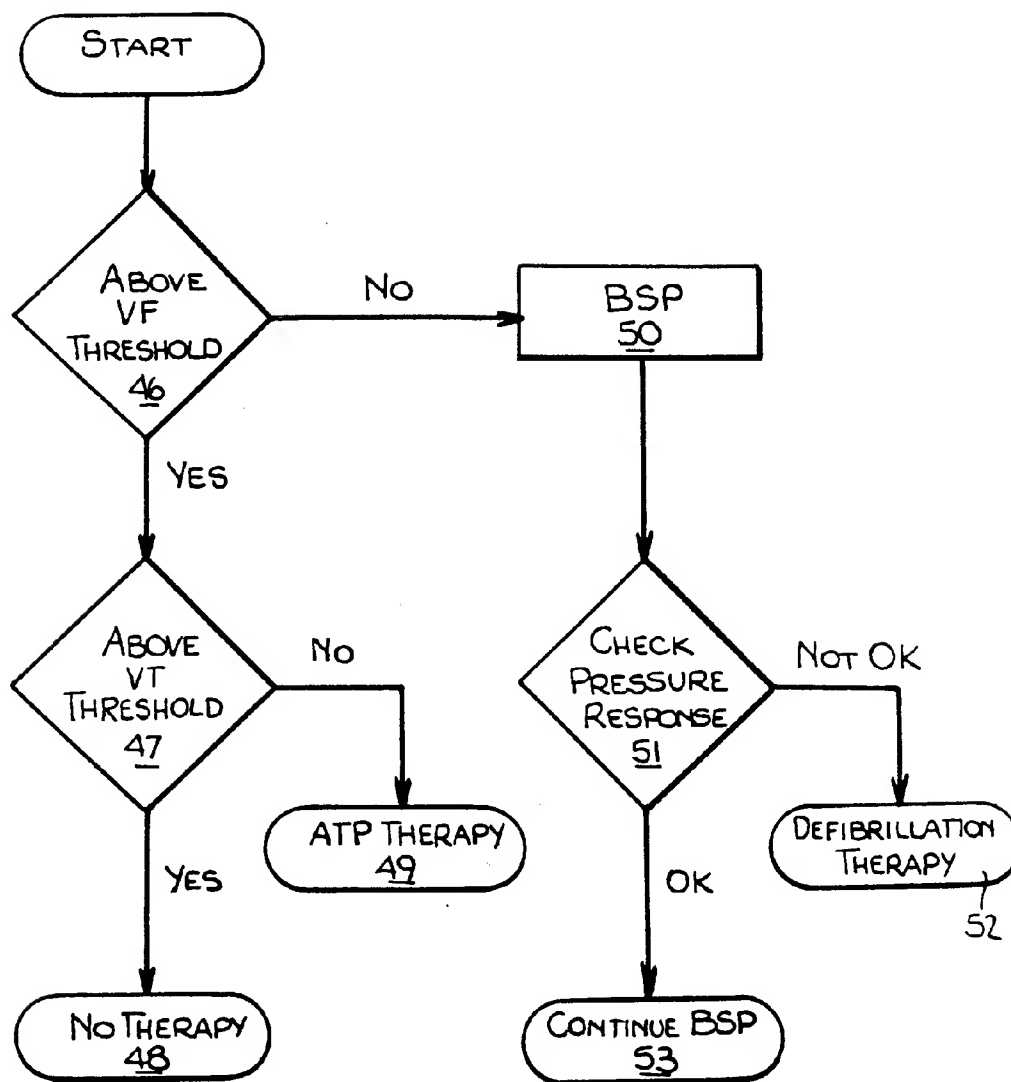 START
ABOVE
VF
THRESHOLD
46
NO
BSP
50
YES
ABOVE
VT
THRESHOLD
47
NO
CHECK
PRESSURE
RESPONSE
51
NOT OK
ATP THERAPY
49
DEFIBRILLATION
THERAPY
52
YES
OK
NO THERAPY
48
CONTINUE BSP
53